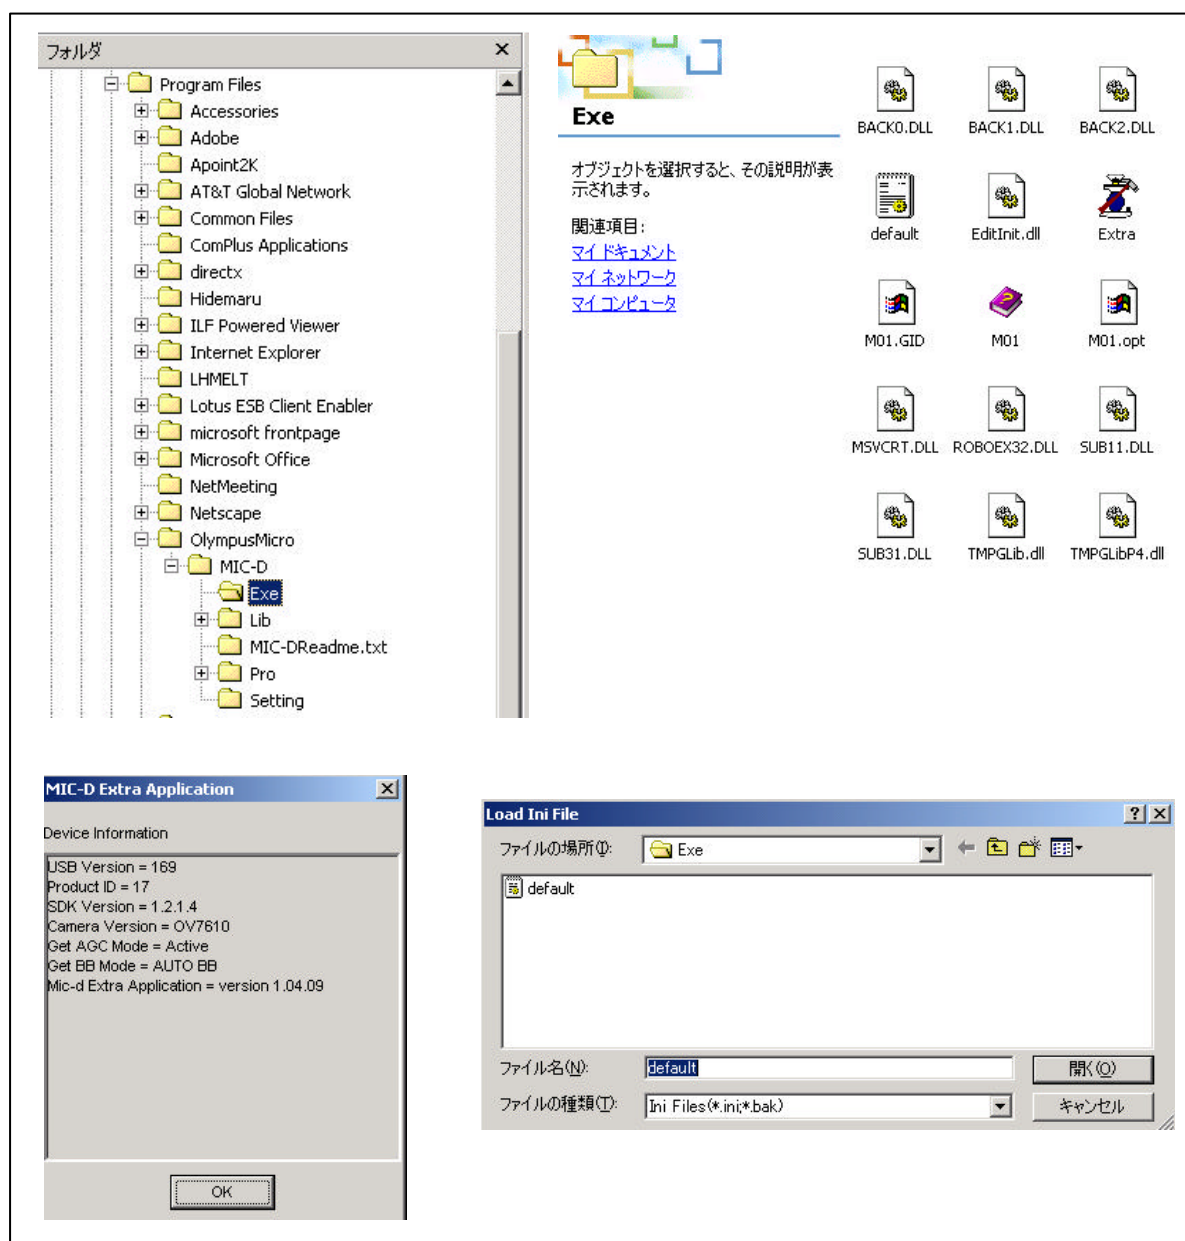 フォルダ
Program Files
Accessories
Adobe
Apoint2K
AT&T Global Network
Common Files
ComPlus Applications
directx
Hidemaru
ILF Powered Viewer
Internet Explorer
LHMELT
Lotus ESB Client Enabler
microsoft frontpage
Microsoft Office
NetMeeting
Netscape
OlympusMicro
MIC-D
Exe
Lib
MIC-DReadme.txt
Pro
Setting
Exe
オブジェクトを選択すると、その説明が表
示されます。
関連項目:
マイ ドキュメント
マイ ネットワーク
マイ コンピュータ
BACK0.DLL BACK1.DLL BACK2.DLL
default EditInit.dll Extra
M01.GID M01 M01.opt
MSVCRT.DLL ROBOEX32.DLL SUB11.DLL
SUB31.DLL TMPGLib.dll TMPGLibP4.dll
MIC-D Extra Application
Device Information
USB Version = 169
Product ID = 17
SDK Version = 1.2.1.4
Camera Version = OV7610
Get AGC Mode = Active
Get BB Mode = AUTO BB
Mic-d Extra Application = version 1.04.09
OK
Load Ini File
ファイルの場所(I): Exe
default
ファイル名(N): default 開く(O)
ファイルの種類(T): Ini Files(*.ini;*.bak) キャンセル